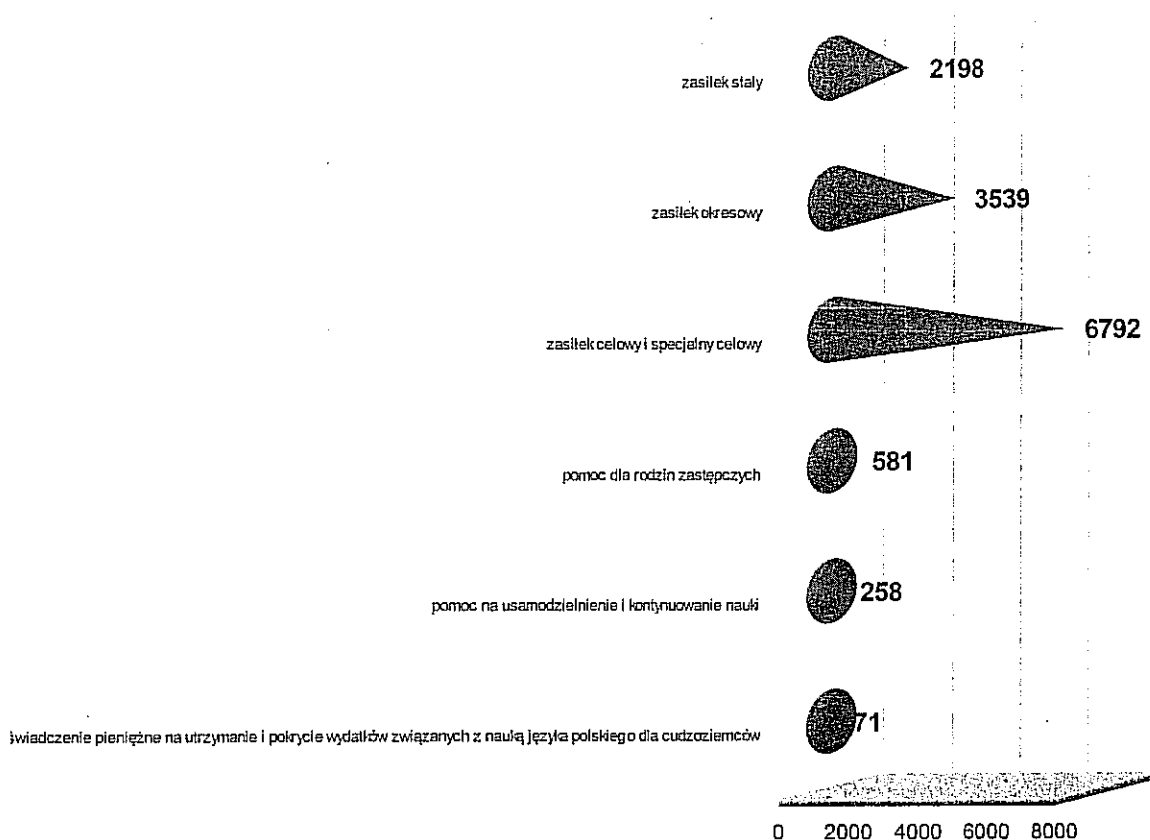 zasilek staly 2198
zasiłek okresowy 3539
zasiłek celowy i specjalny celowy 6792
pomoc dla rodzin zastępczych 581
pomoc na usamodzielnienie i kontynuowanie nauki 258
świadczenie pieniężne na utrzymanie i pokrycie wydatków związanych z nauką języka polskiego dla cudzoziemców 71
0 2000 4000 6000 8000